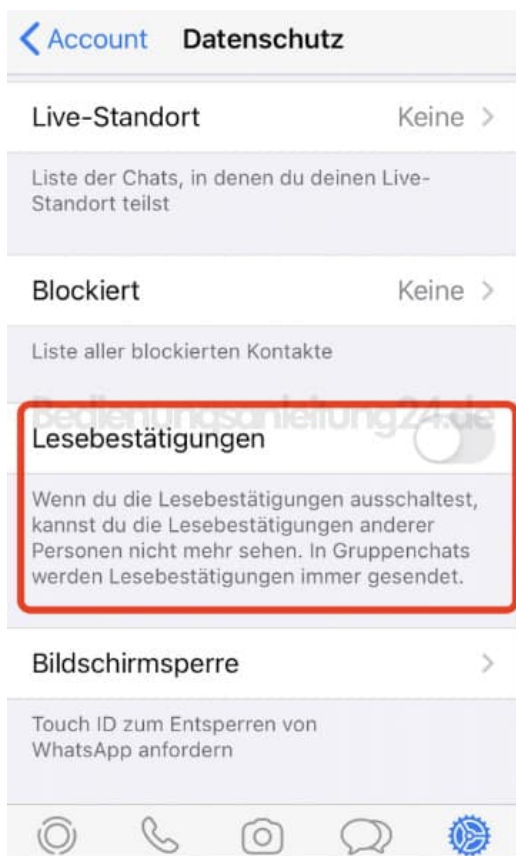 Account Datenschutz
Live-Standort Keine
Liste der Chats, in denen du deinen Live-
Standort teilst
Blockiert Keine
Liste aller blockierten Kontakte
Bedienungsanleitung24.de
Lesebestätigungen
Wenn du die Lesebestätigungen ausschaltest,
kannst du die Lesebestätigungen anderer
Personen nicht mehr sehen. In Gruppenchats
werden Lesebestätigungen immer gesendet.
Bildschirmsperre
Touch ID zum Entsperren von
WhatsApp anfordern